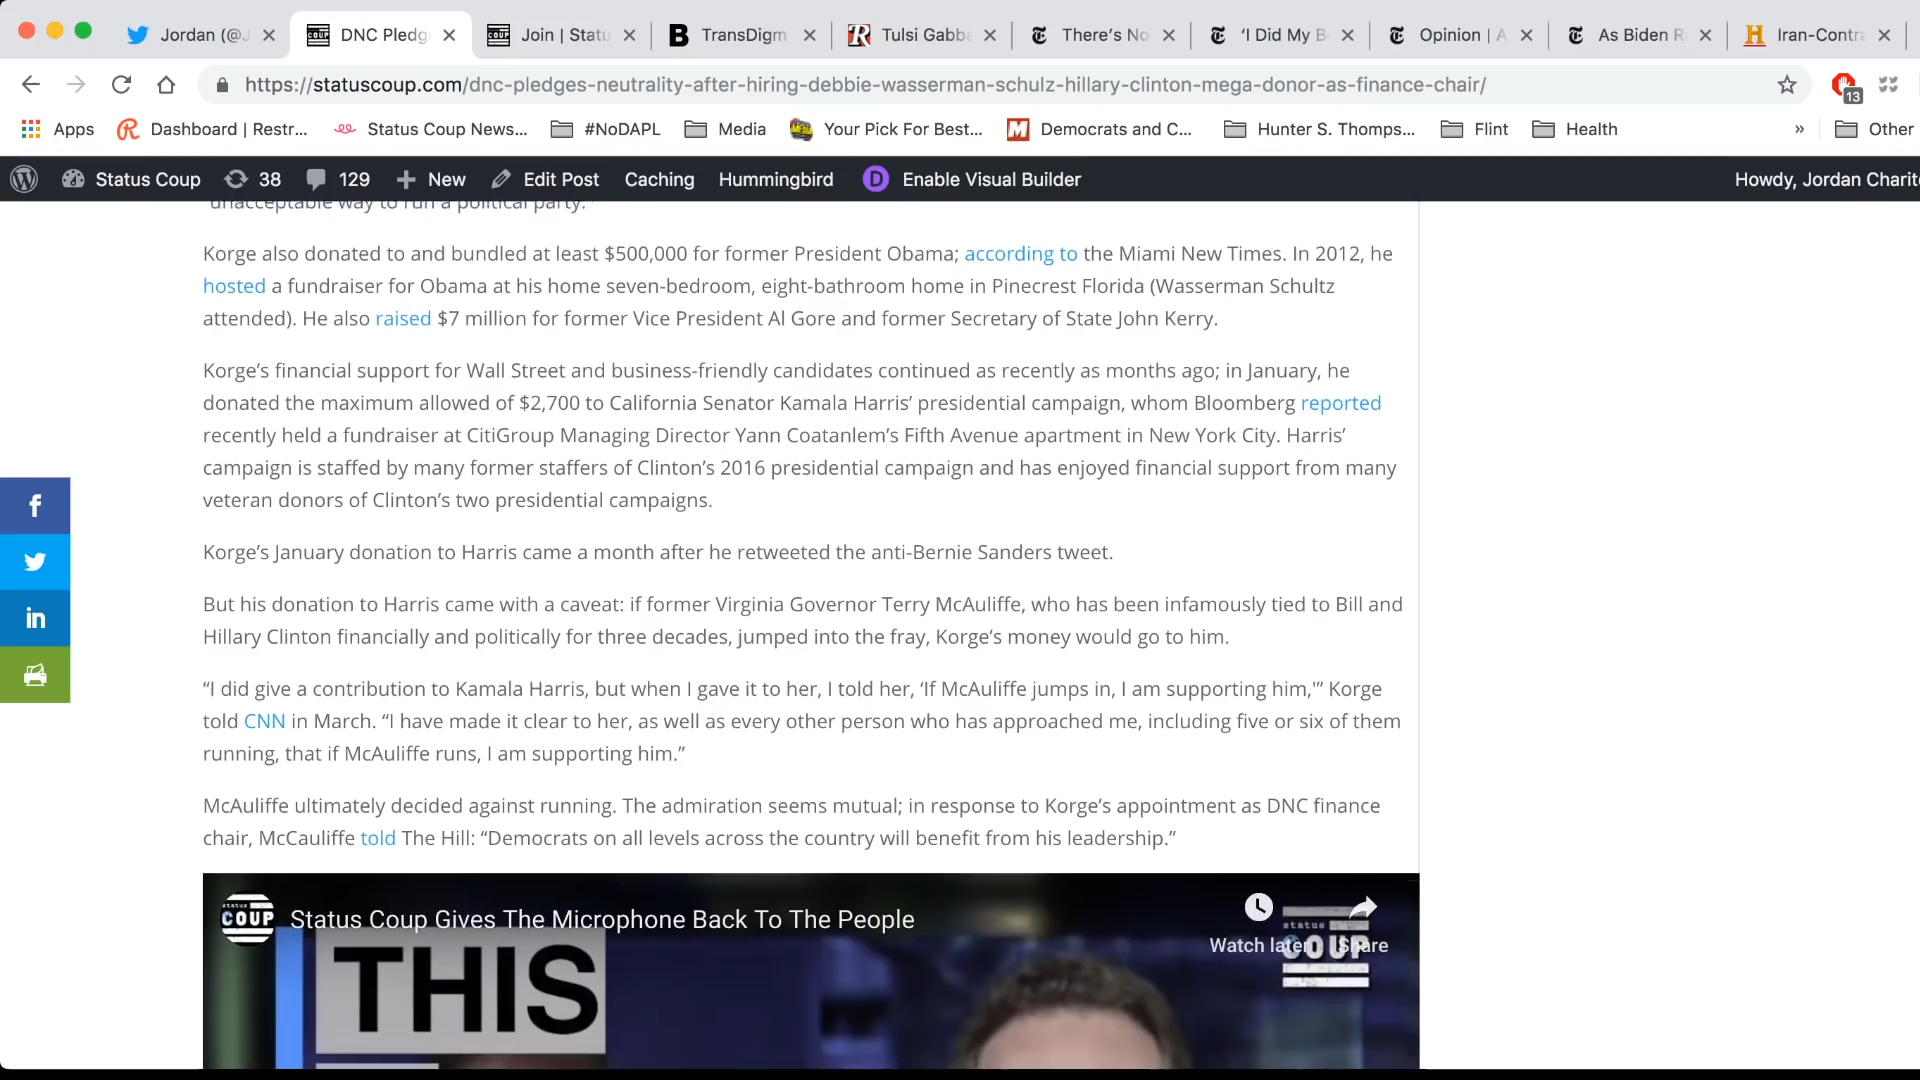 Jordan (@J
DNC Pledg
Join | Statu
TransDigm
Tulsi Gabba
There's No
'I Did My B
Opinion | A
As Biden R
Iran-Contra
https://statuscoup.com/dnc-pledges-neutrality-after-hiring-debbie-wasserman-schulz-hillary-clinton-mega-donor-as-finance-chair/
13
Apps
Dashboard | Restr...
Status Coup News...
#NoDAPL
Media
Your Pick For Best...
Democrats and C...
Hunter S. Thomps...
Flint
Health
»
Other
Status Coup
38
129
New
Edit Post
Caching
Hummingbird
D Enable Visual Builder
Howdy, Jordan Charit
unacceptable way to run a political party."
Korge also donated to and bundled at least $500,000 for former President Obama; according to the Miami New Times. In 2012, he
hosted a fundraiser for Obama at his home seven-bedroom, eight-bathroom home in Pinecrest Florida (Wasserman Schultz
attended). He also raised $7 million for former Vice President Al Gore and former Secretary of State John Kerry.
Korge’s financial support for Wall Street and business-friendly candidates continued as recently as months ago; in January, he
donated the maximum allowed of $2,700 to California Senator Kamala Harris’ presidential campaign, whom Bloomberg reported
recently held a fundraiser at CitiGroup Managing Director Yann Coatanlem’s Fifth Avenue apartment in New York City. Harris’
campaign is staffed by many former staffers of Clinton’s 2016 presidential campaign and has enjoyed financial support from many
veteran donors of Clinton’s two presidential campaigns.
Korge’s January donation to Harris came a month after he retweeted the anti-Bernie Sanders tweet.
But his donation to Harris came with a caveat: if former Virginia Governor Terry McAuliffe, who has been infamously tied to Bill and
Hillary Clinton financially and politically for three decades, jumped into the fray, Korge’s money would go to him.
“I did give a contribution to Kamala Harris, but when I gave it to her, I told her, ‘If McAuliffe jumps in, I am supporting him,'” Korge
told CNN in March. “I have made it clear to her, as well as every other person who has approached me, including five or six of them
running, that if McAuliffe runs, I am supporting him.”
McAuliffe ultimately decided against running. The admiration seems mutual; in response to Korge’s appointment as DNC finance
chair, McCauliffe told The Hill: “Democrats on all levels across the country will benefit from his leadership.”
status COUP
Status Coup Gives The Microphone Back To The People
Watch later
Share
status
COUP
THIS